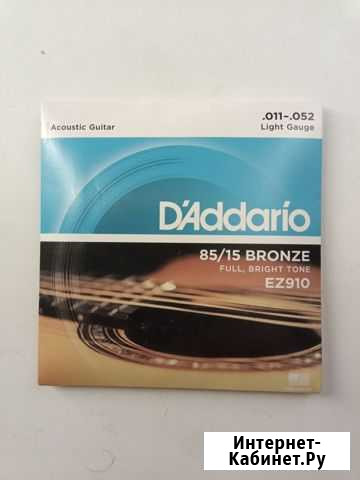 .011–.052
Acoustic Guitar
Light Gauge
D'Addario
85/15 BRONZE
FULL, BRIGHT TONE
EZ910
Интернет-
Кабинет.Ру